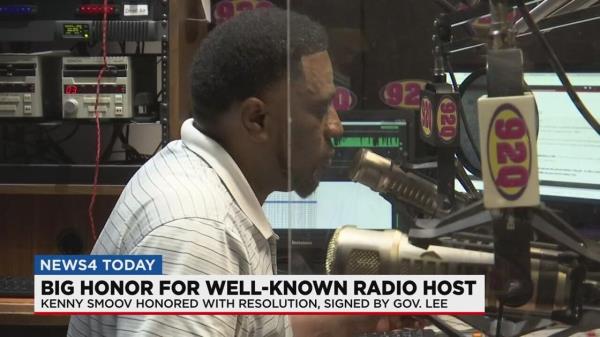 920
920
920
920
NEWS4 TODAY
BIG HONOR FOR WELL-KNOWN RADIO HOST
KENNY SMOOV HONORED WITH RESOLUTION, SIGNED BY GOV. LEE